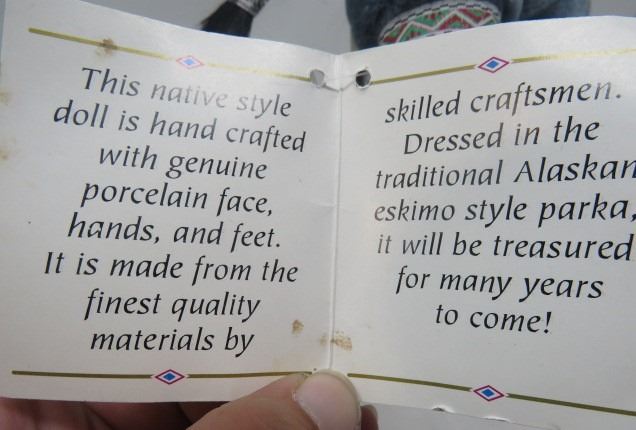 This native style
doll is hand crafted
with genuine
porcelain face,
hands, and feet.
It is made from the
finest quality
materials by
skilled craftsmen.
Dressed in the
traditional Alaskan
eskimo style parka,
it will be treasured
for many years
to come!